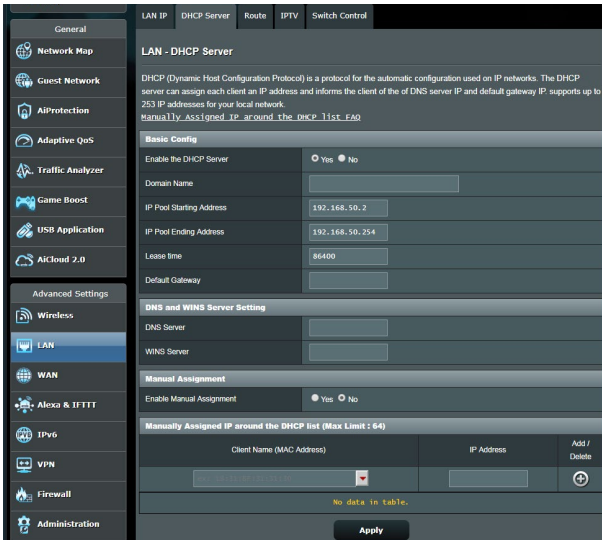 LAN IP DHCP Server Route IPTV Switch Control
General
Network Map
Guest Network
AiProtection
Adaptive QoS
Traffic Analyzer
Game Boost
USB Application
AiCloud 2.0
Advanced Settings
Wireless
LAN
WAN
Alexa & IFTTT
IPv6
VPN
Firewall
Administration
LAN - DHCP Server
DHCP (Dynamic Host Configuration Protocol) is a protocol for the automatic configuration used on IP networks. The DHCP
server can assign each client an IP address and informs the client of the of DNS server IP and default gateway IP. supports up to
253 IP addresses for your local network.
Manually Assigned IP around the DHCP list FAQ
Basic Config
Enable the DHCP Server Yes No
Domain Name
IP Pool Starting Address 192.168.50.2
IP Pool Ending Address 192.168.50.254
Lease time 86400
Default Gateway
DNS and WINS Server Setting
DNS Server
WINS Server
Manual Assignment
Enable Manual Assignment Yes No
Manually Assigned IP around the DHCP list (Max Limit : 64)
Client Name (MAC Address) IP Address Add / Delete
No data in table.
Apply